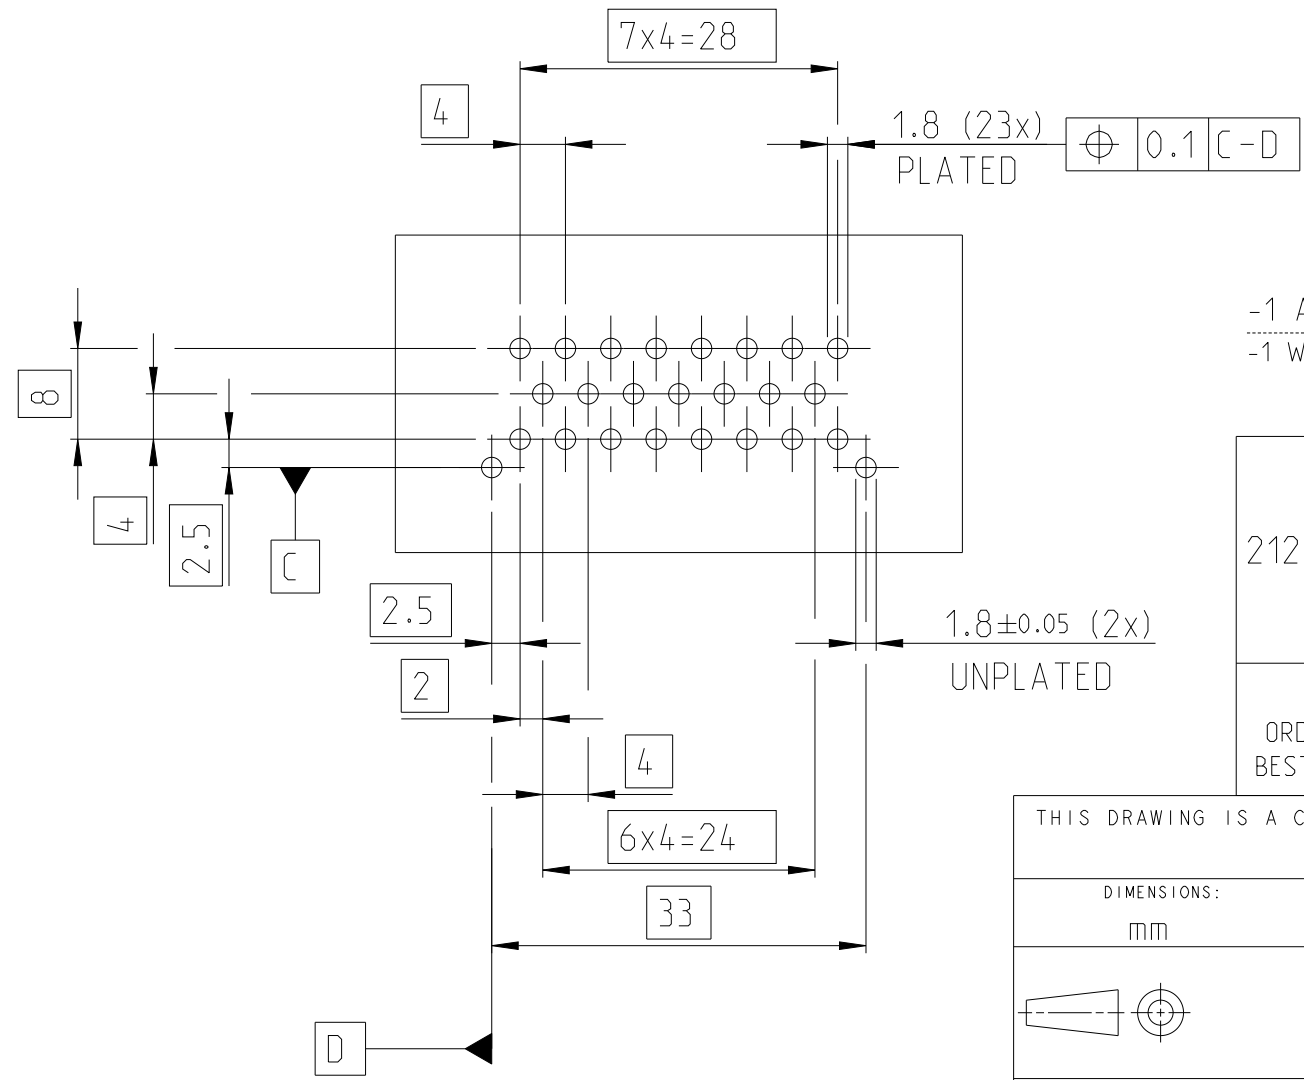 7x4=28
4
1.8 (23x)
PLATED
0.1 C-D
-1 A
-1 W
8
4
2.5
C
2.5
1.8±0.05 (2x)
UNPLATED
2
212
4
ORD
BEST
6x4=24
THIS DRAWING IS A C
33
DIMENSIONS:
mm
D